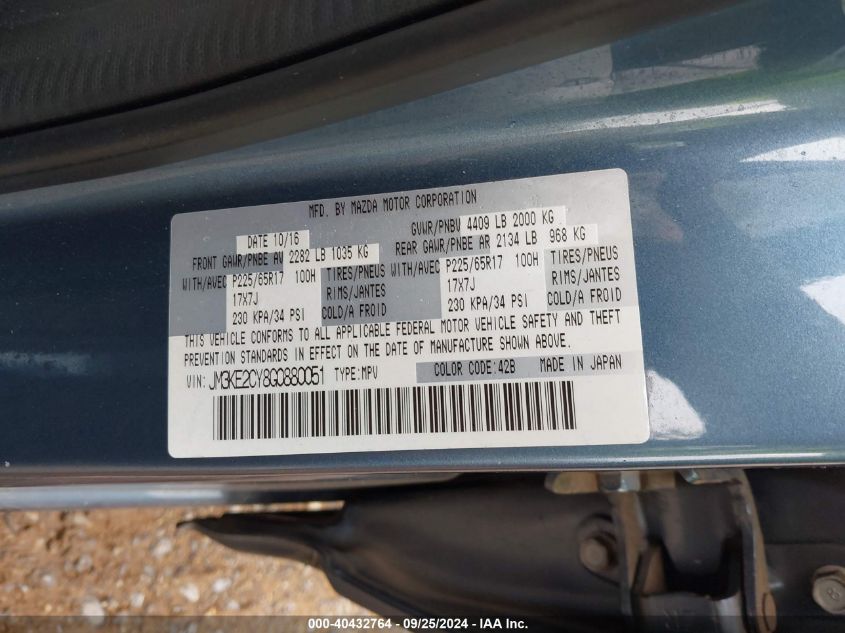 MFD. BY MAZDA MOTOR CORPORATION
DATE 10/16 GVWR/PNBV 4409 LB 2000 KG
FRONT GAWR/PNBE AV 2282 LB 1035 KG REAR GAWR/PNBE AR 2134 LB 968 KG
WITH/AVEC P225/65R17 100H TIRES/PNEUS WITH/AVEC P225/65R17 100H TIRES/PNEUS
17X7J RIMS/JANTES 17X7J RIMS/JANTES
230 KPA/34 PSI COLD/A FROID 230 KPA/34 PSI COLD/A FROID
THIS VEHICLE CONFORMS TO ALL APPLICABLE FEDERAL MOTOR VEHICLE SAFETY AND THEFT
PREVENTION STANDARDS IN EFFECT ON THE DATE OF MANUFACTURE SHOWN ABOVE.
VIN: JM3KE2CY8G0880051 TYPE:MPV COLOR CODE:42B MADE IN JAPAN
8
000-40432764 - 09/25/2024 - IAA Inc.